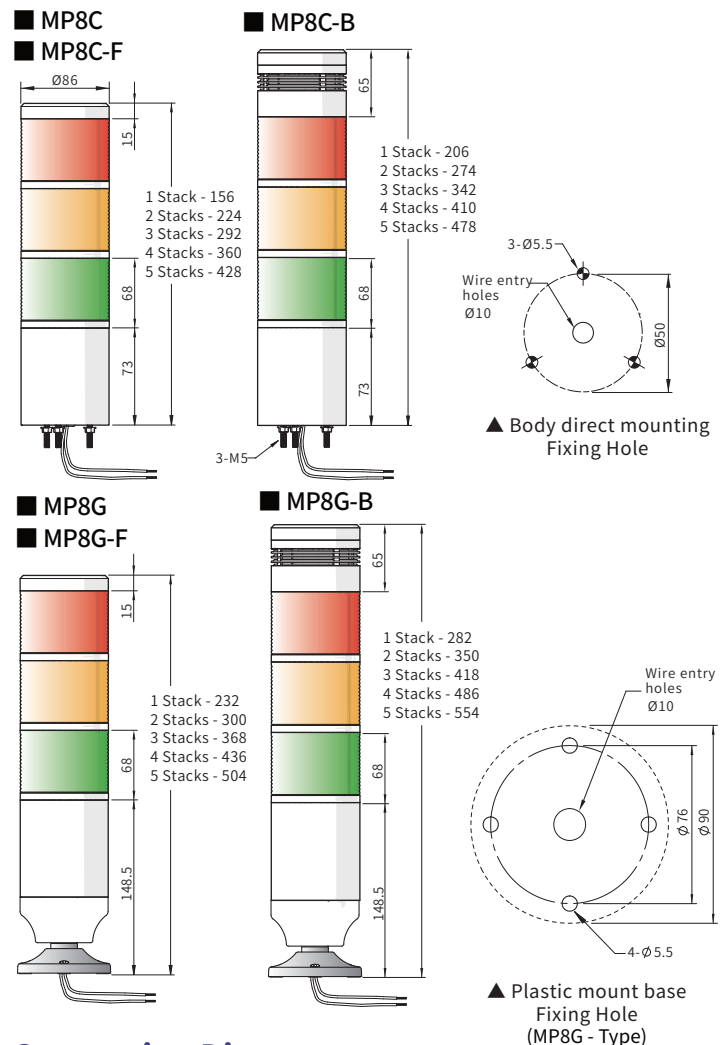 ■ MP8C
■ MP8C-F
Ø86
15
1 Stack - 156
2 Stacks - 224
3 Stacks - 292
4 Stacks - 360
5 Stacks - 428
68
73
■ MP8C-B
65
1 Stack - 206
2 Stacks - 274
3 Stacks - 342
4 Stacks - 410
5 Stacks - 478
68
73
3-M5
3-Ø5.5
Wire entry
holes
Ø10
Ø50
▲ Body direct mounting
Fixing Hole
■ MP8G
■ MP8G-F
15
1 Stack - 232
2 Stacks - 300
3 Stacks - 368
4 Stacks - 436
5 Stacks - 504
68
148.5
■ MP8G-B
65
1 Stack - 282
2 Stacks - 350
3 Stacks - 418
4 Stacks - 486
5 Stacks - 554
68
148.5
Wire entry
holes
Ø10
Ø76
Ø90
4-Ø5.5
▲ Plastic mount base
Fixing Hole
(MP8G - Type)